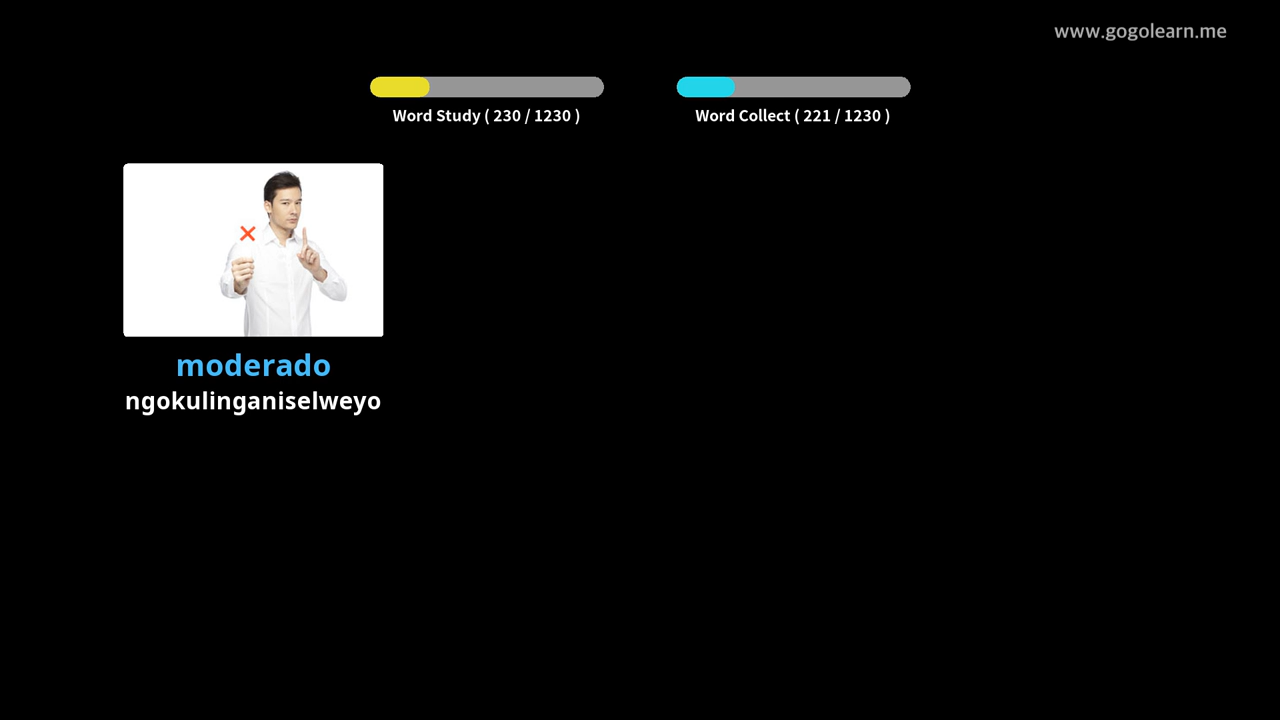 www.gogolearn.me
Word Study ( 230 / 1230 )
Word Collect ( 221 / 1230 )
moderado
ngokulinganiselweyo